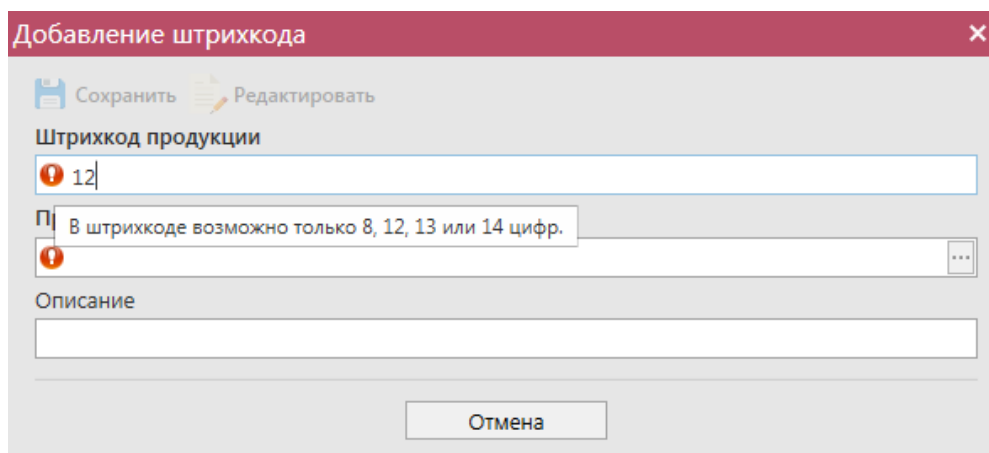 Добавление штрихкода
Сохранить Редактировать
Штрихкод продукции
12
В штрихкоде возможно только 8, 12, 13 или 14 цифр.
Описание
Отмена